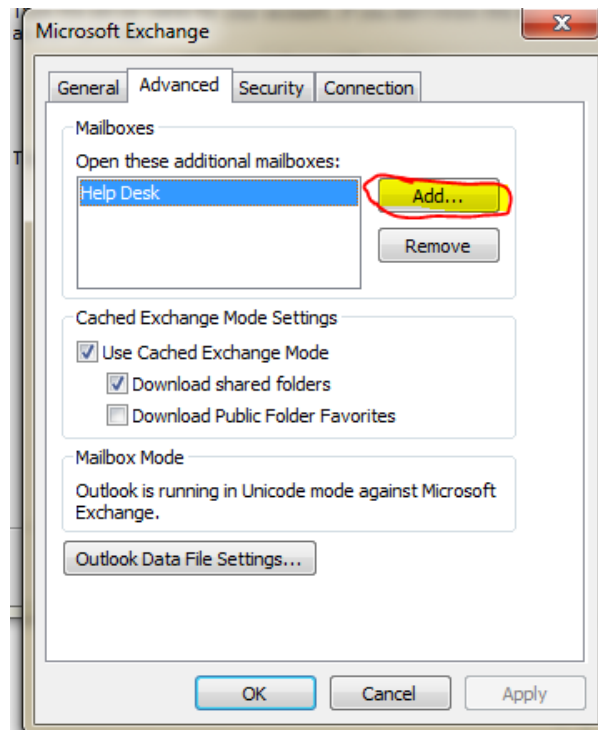 Microsoft Exchange
General Advanced Security Connection
Mailboxes
Open these additional mailboxes:
Help Desk
Add...
Remove
Cached Exchange Mode Settings
Use Cached Exchange Mode
Download shared folders
Download Public Folder Favorites
Mailbox Mode
Outlook is running in Unicode mode against Microsoft
Exchange.
Outlook Data File Settings...
OK Cancel Apply